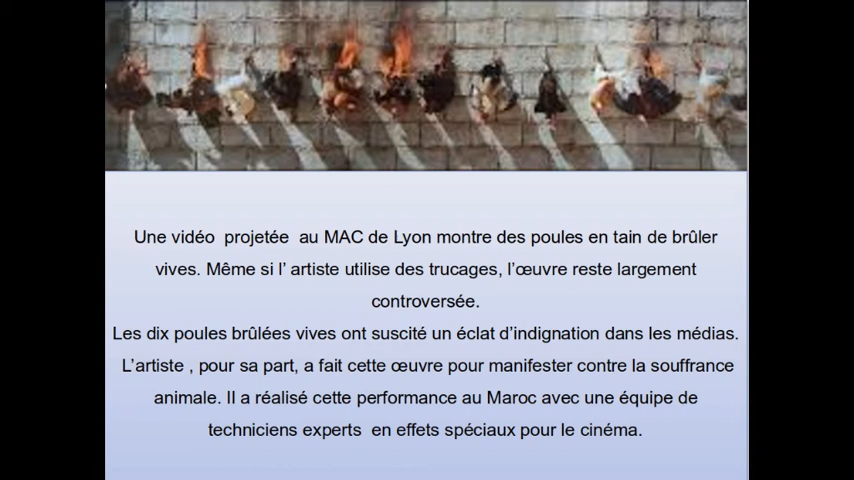 Une vidéo projetée au MAC de Lyon montre des poules en tain de brûler
vives. Même si l' artiste utilise des trucages, l'œuvre reste largement
controversée.
Les dix poules brûlées vives ont suscité un éclat d'indignation dans les médias.
L'artiste , pour sa part, a fait cette œuvre pour manifester contre la souffrance
animale. Il a réalisé cette performance au Maroc avec une équipe de
techniciens experts en effets spéciaux pour le cinéma.